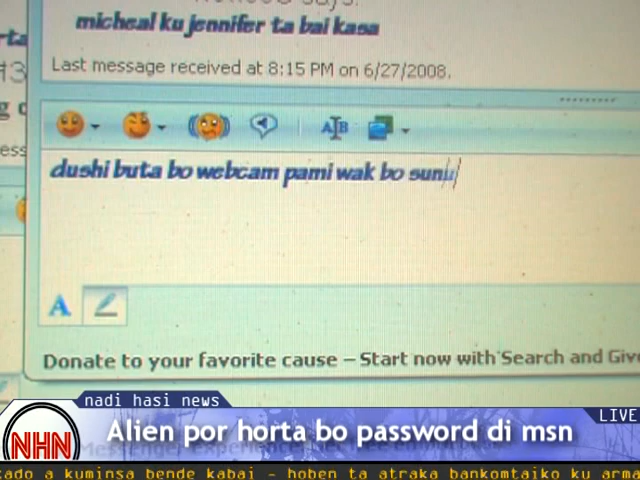 micheal ku jennifer ta bai kasa
Last message received at 8:15 PM on 6/27/2008.
dushi buta bo webcam pami wak bo sunu
Donate to your favorite cause – Start now with Search and Give
nadi hasi news
LIVE
NHN
Alien por horta bo password di msn
kado a kuminsa bende kabai - hoben ta atraka bankomtaiko ku arma